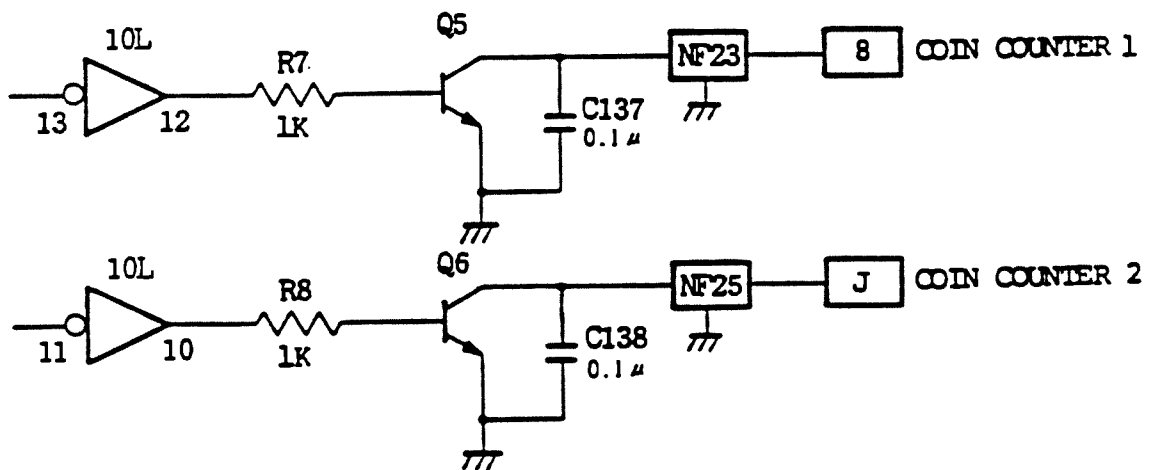 Q5
10L
R7
NF23
8
COIN COUNTER 1
13
12
1K
C137
0.1μ
Q6
10L
R8
NF25
J
COIN COUNTER 2
11
10
1K
C138
0.1μ